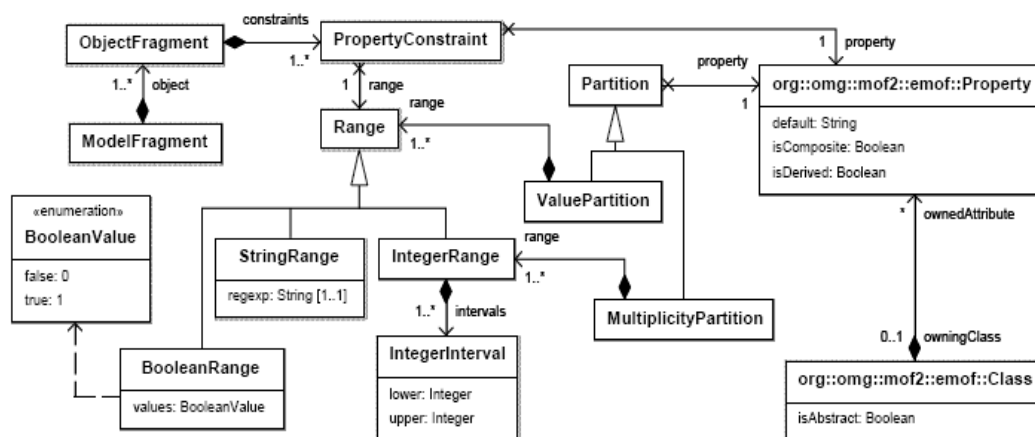 constraints
ObjectFragment
PropertyConstraint
1..*
1
property
1..*
object
1
range
Partition
property
1
org::omg::mof2::emof::Property
default: String
isComposite: Boolean
isDerived: Boolean
ModelFragment
Range
range
1..*
ValuePartition
«enumeration»
BooleanValue
false: 0
true: 1
*
ownedAttribute
StringRange
regexp: String [1..1]
IntegerRange
range
1..*
1..*
intervals
MultiplicityPartition
BooleanRange
values: BooleanValue
IntegerInterval
lower: Integer
upper: Integer
0..1
owningClass
org::omg::mof2::emof::Class
isAbstract: Boolean